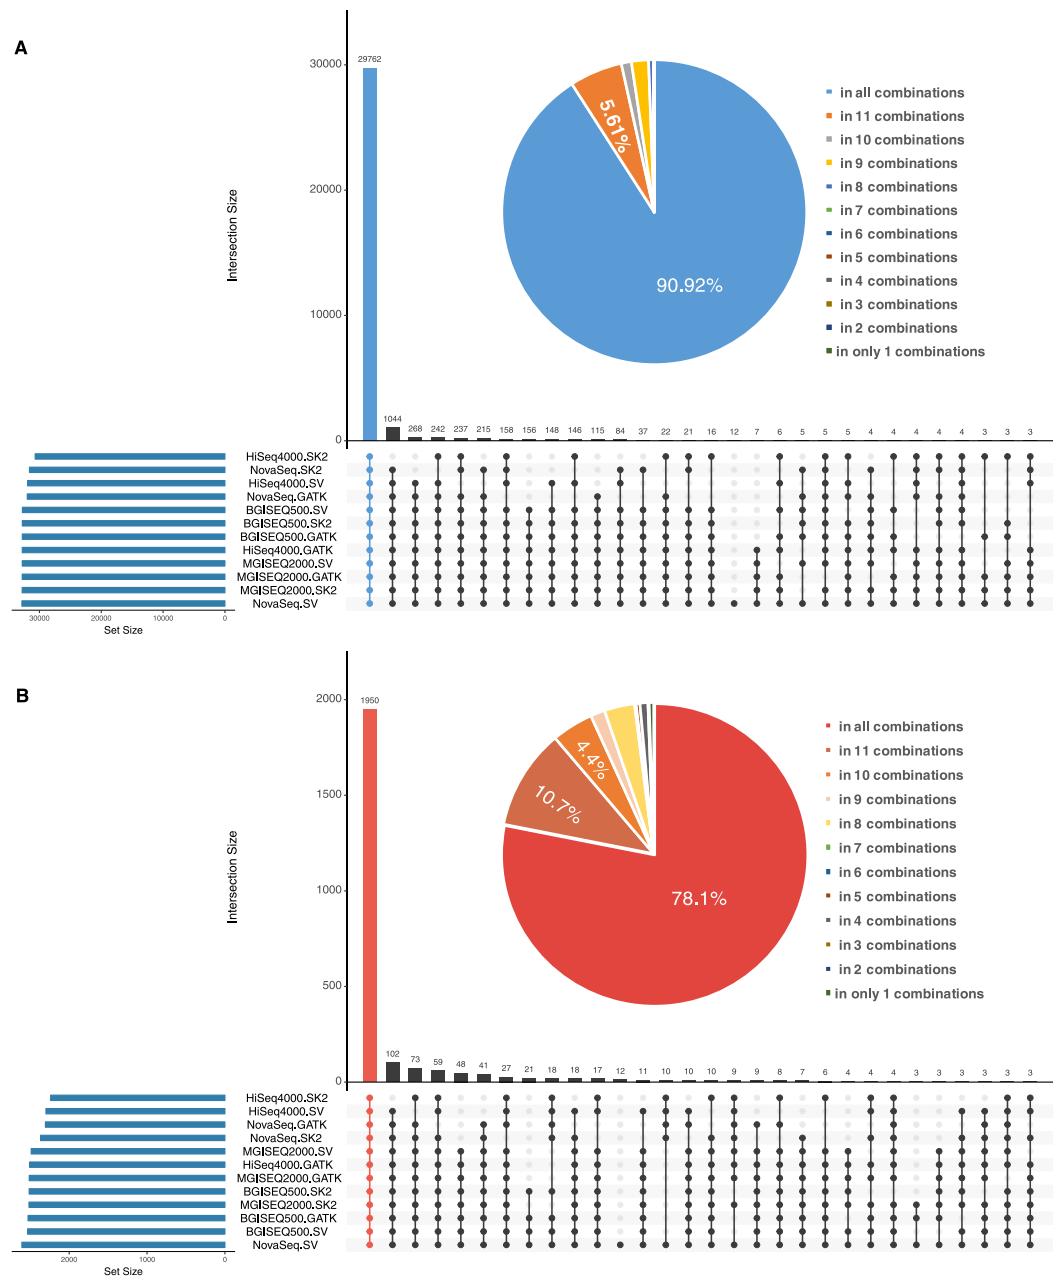 A
29762
30000
20000
10000
0
Intersection Size
5.61%
90.92%
in all combinations
in 11 combinations
in 10 combinations
in 9 combinations
in 8 combinations
in 7 combinations
in 6 combinations
in 5 combinations
in 4 combinations
in 3 combinations
in 2 combinations
in only 1 combinations
1044 268 242 237 215 158 156 148 146 115 84 37 22 21 16 12 7 6 5 5 5 4 4 4 4 4 3 3 3
HiSeq4000.SK2
NovaSeq.SK2
HiSeq4000.SV
NovaSeq.GATK
BGISEQ500.SV
BGISEQ500.SK2
BGISEQ500.GATK
HiSeq4000.GATK
MGISEQ2000.SV
MGISEQ2000.GATK
MGISEQ2000.SK2
NovaSeq.SV
30000 20000 10000 0
Set Size
B
1950
2000
1500
1000
500
0
Intersection Size
4.4%
10.7%
78.1%
in all combinations
in 11 combinations
in 10 combinations
in 9 combinations
in 8 combinations
in 7 combinations
in 6 combinations
in 5 combinations
in 4 combinations
in 3 combinations
in 2 combinations
in only 1 combinations
102 73 59 48 41 27 21 18 18 17 12 11 10 10 10 9 9 8 7 6 4 4 4 3 3 3 3 3 3
HiSeq4000.SK2
HiSeq4000.SV
NovaSeq.GATK
NovaSeq.SK2
MGISEQ2000.SV
HiSeq4000.GATK
MGISEQ2000.GATK
BGISEQ500.SK2
MGISEQ2000.SK2
BGISEQ500.GATK
BGISEQ500.SV
NovaSeq.SV
2000 1000 0
Set Size